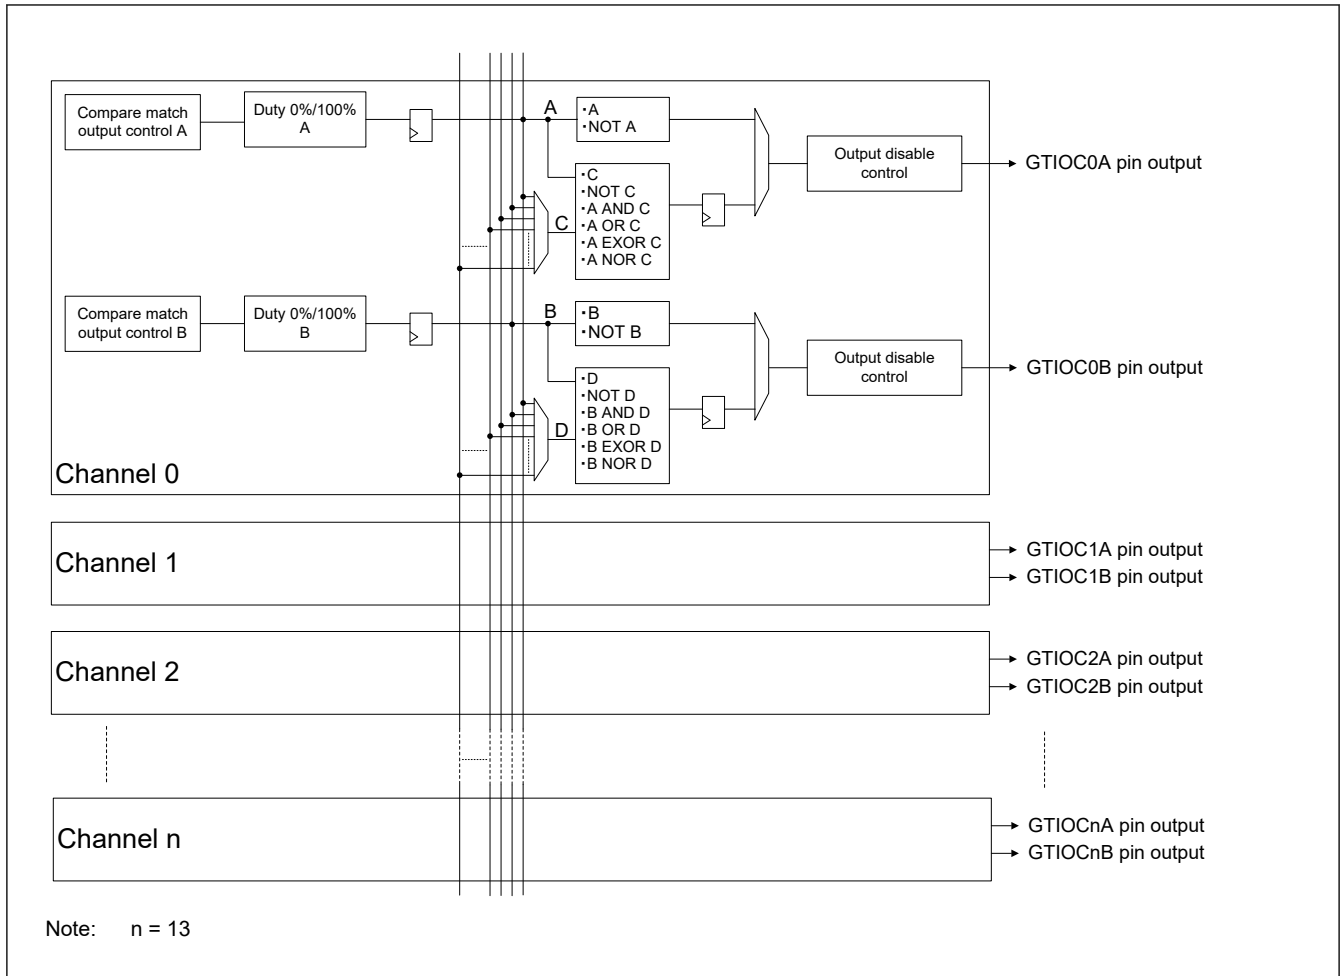 Compare match
output control A
Duty 0%/100%
A
A
・A
・NOT A
・C
・NOT C
・A AND C
・A OR C
・A EXOR C
・A NOR C
C
Output disable
control
GTIOC0A pin output
Compare match
output control B
Duty 0%/100%
B
B
・B
・NOT B
・D
・NOT D
・B AND D
・B OR D
・B EXOR D
・B NOR D
D
Output disable
control
GTIOC0B pin output
Channel 0
Channel 1
GTIOC1A pin output
GTIOC1B pin output
Channel 2
GTIOC2A pin output
GTIOC2B pin output
Channel n
GTIOCnA pin output
GTIOCnB pin output
Note: n = 13